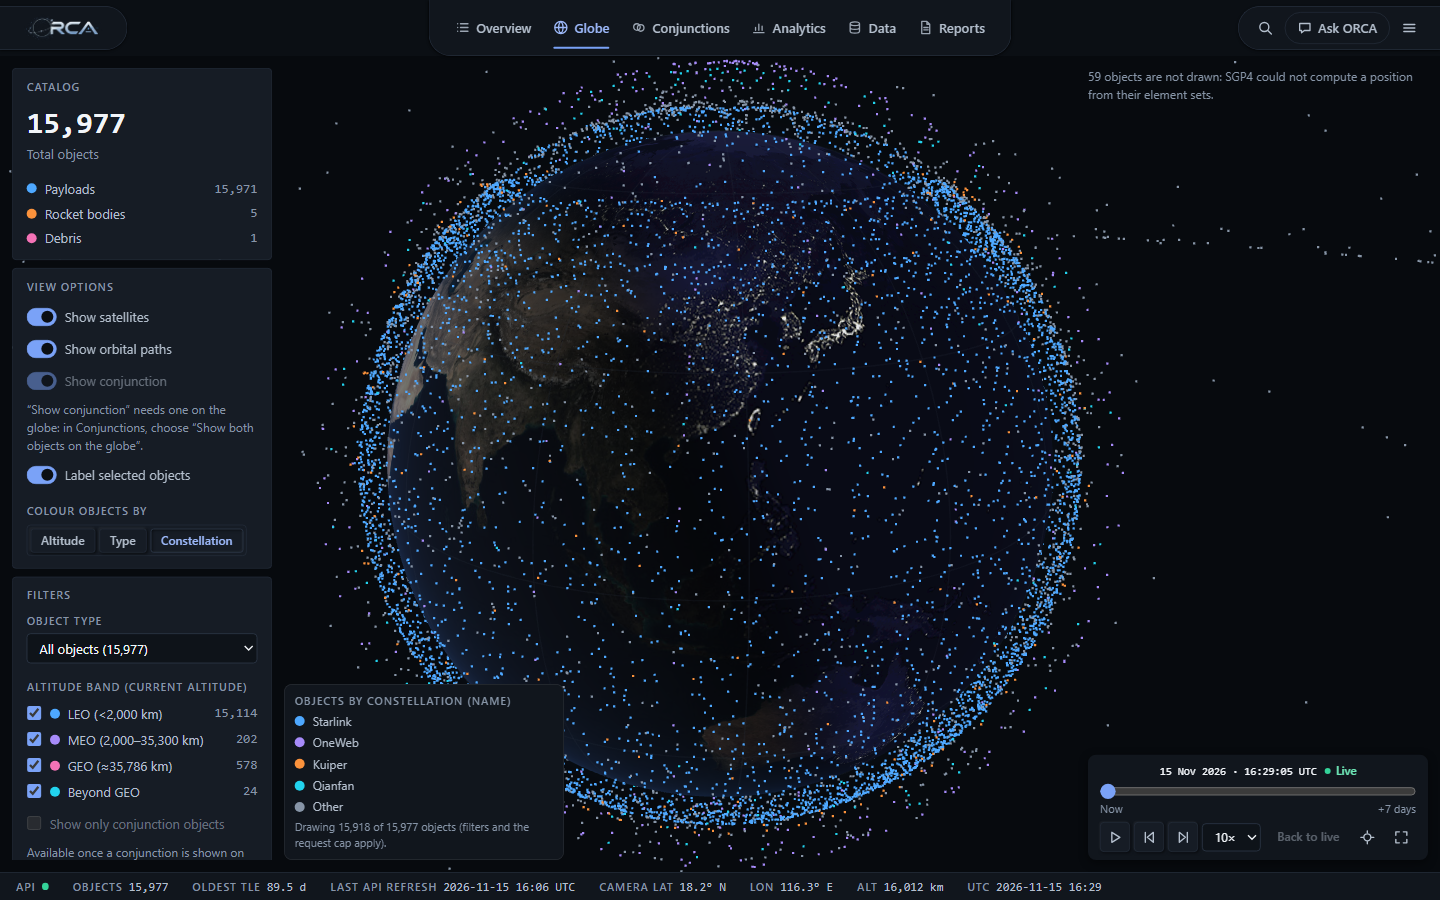 ORCA
Overview
Globe
Conjunctions
Analytics
Data
Reports
Ask ORCA
CATALOG
15,977
Total objects
Payloads 15,971
Rocket bodies 5
Debris 1
VIEW OPTIONS
Show satellites
Show orbital paths
Show conjunction
“Show conjunction” needs one on the
globe: in Conjunctions, choose “Show both
objects on the globe”.
Label selected objects
COLOUR OBJECTS BY
Altitude Type Constellation
FILTERS
OBJECT TYPE
All objects (15,977)
ALTITUDE BAND (CURRENT ALTITUDE)
LEO (<2,000 km) 15,114
MEO (2,000–35,300 km) 202
GEO (≈35,786 km) 578
Beyond GEO 24
Show only conjunction objects
Available once a conjunction is shown on
59 objects are not drawn: SGP4 could not compute a position
from their element sets.
OBJECTS BY CONSTELLATION (NAME)
Starlink
OneWeb
Kuiper
Qianfan
Other
Drawing 15,918 of 15,977 objects (filters and the
request cap apply).
15 Nov 2026 · 16:29:05 UTC Live
Now +7 days
10× Back to live
API OBJECTS 15,977 OLDEST TLE 89.5 d LAST API REFRESH 2026-11-15 16:06 UTC CAMERA LAT 18.2° N LON 116.3° E ALT 16,012 km UTC 2026-11-15 16:29